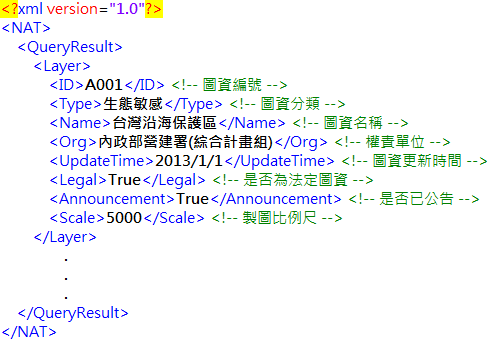 <?xml version="1.0"?>
<NAT>
<QueryResult>
<Layer>
<ID>A001</ID> <!-- 圖資編號 -->
<Type>生態敏感</Type> <!-- 圖資分類 -->
<Name>台灣沿海保護區</Name> <!-- 圖資名稱 -->
<Org>內政部營建署(綜合計畫組)</Org> <!-- 權責單位 -->
<UpdateTime>2013/1/1</UpdateTime> <!-- 圖資更新時間 -->
<Legal>True</Legal> <!-- 是否為法定圖資 -->
<Announcement>True</Announcement> <!-- 是否已公告 -->
<Scale>5000</Scale> <!-- 製圖比例尺 -->
</Layer>
.
.
.
</QueryResult>
</NAT>